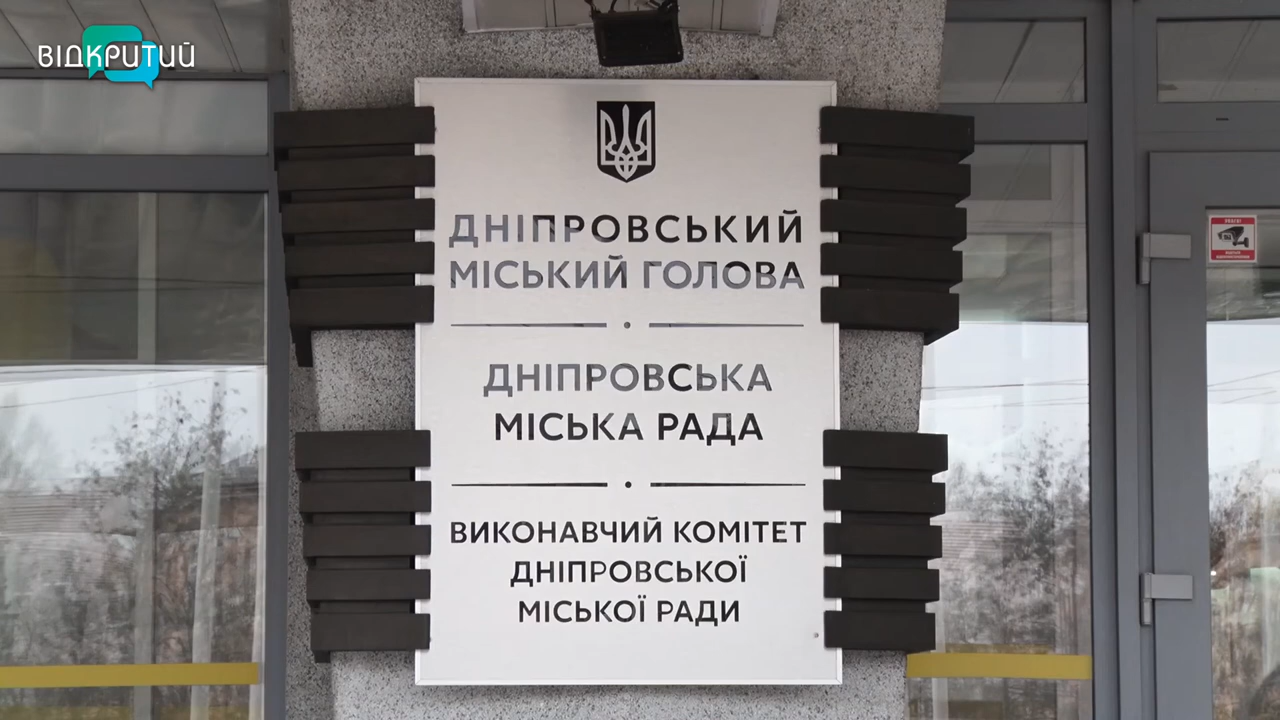 ВІДКРИТИЙ
ДНІПРОВСЬКИЙ
МІСЬКИЙ ГОЛОВА
ДНІПРОВСЬКА
МІСЬКА РАДА
ВИКОНАВЧИЙ КОМІТЕТ
ДНІПРОВСЬКОЇ
МІСЬКОЇ РАДИ